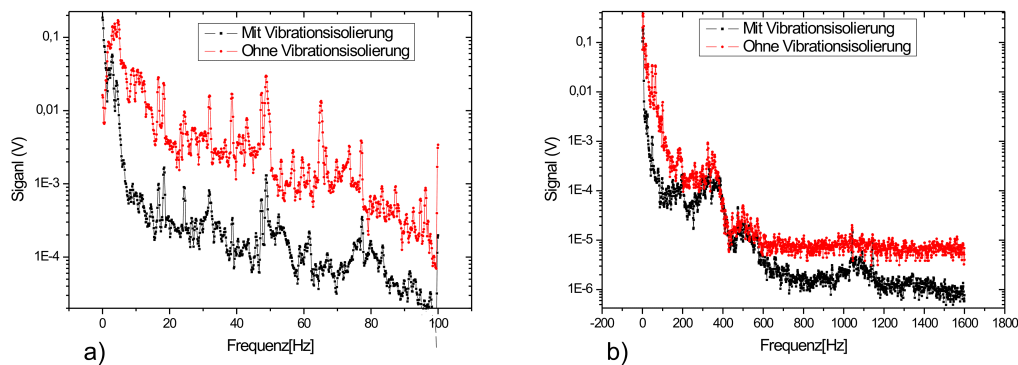 0,1
0,01
1E-3
1E-4
Siganl (V)
Mit Vibrationsisolierung
Ohne Vibrationsisolierung
0 20 40 60 80 100
Frequenz[Hz]
a)
0,1
0,01
1E-3
1E-4
1E-5
1E-6
Signal (V)
Mit Vibrationsisolierung
Ohne Vibrationsisolierung
-200 0 200 400 600 800 1000 1200 1400 1600 1800
Frequenz[Hz]
b)